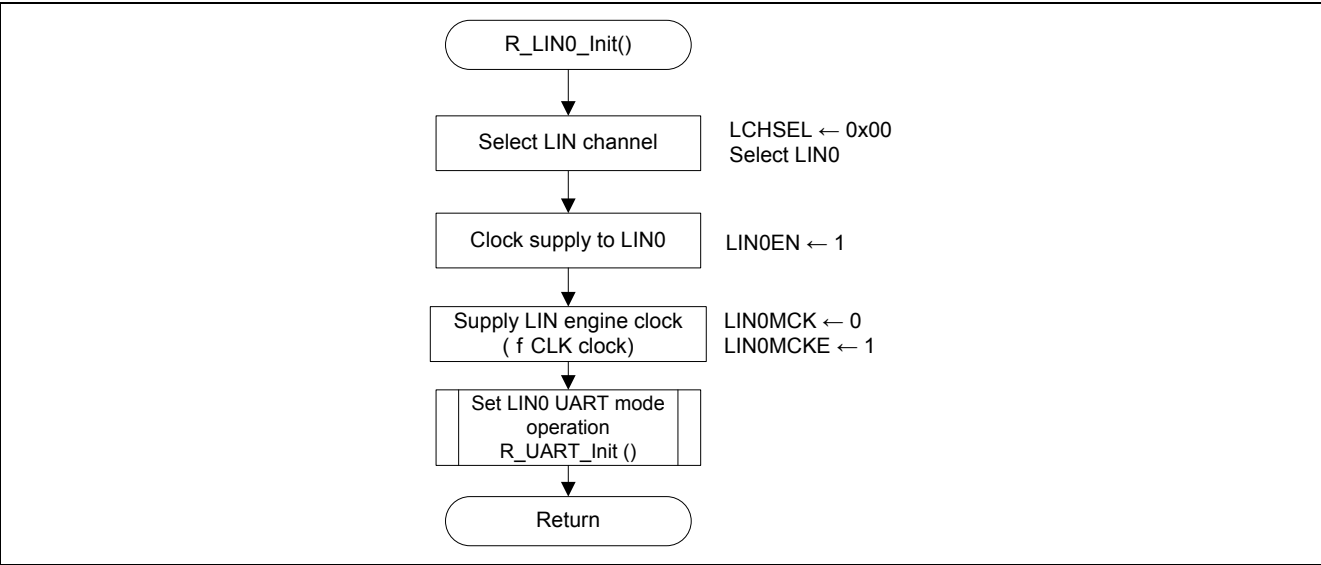 R_LIN0_Init()
Select LIN channel
LCHSEL ← 0x00
Select LIN0
Clock supply to LIN0
LIN0EN ← 1
Supply LIN engine clock
( f CLK clock)
LIN0MCK ← 0
LIN0MCKE ← 1
Set LIN0 UART mode
operation
R_UART_Init ()
Return